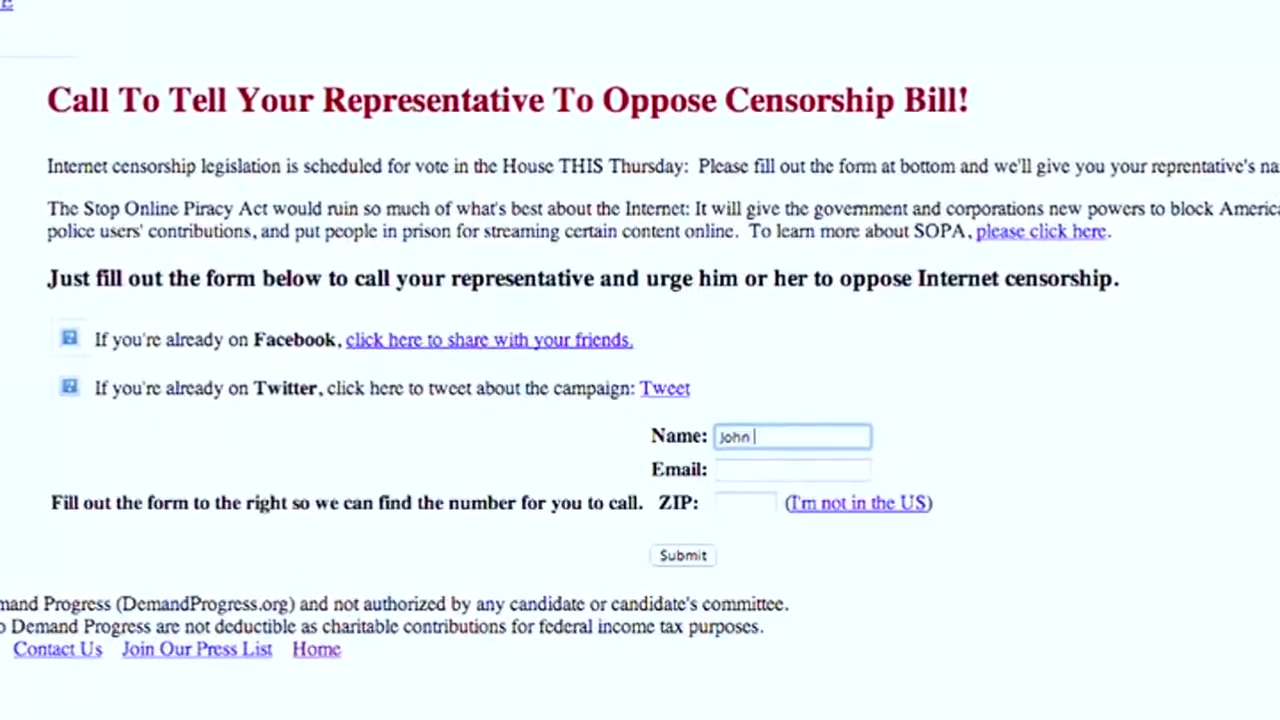 E
Call To Tell Your Representative To Oppose Censorship Bill!
Internet censorship legislation is scheduled for vote in the House THIS Thursday: Please fill out the form at bottom and we'll give you your reprentative's na
The Stop Online Piracy Act would ruin so much of what's best about the Internet: It will give the government and corporations new powers to block America
police users' contributions, and put people in prison for streaming certain content online. To learn more about SOPA, please click here.
Just fill out the form below to call your representative and urge him or her to oppose Internet censorship.
If you're already on Facebook, click here to share with your friends.
If you're already on Twitter, click here to tweet about the campaign: Tweet
Name: John
Email:
Fill out the form to the right so we can find the number for you to call. ZIP: (I'm not in the US)
Submit
mand Progress (DemandProgress.org) and not authorized by any candidate or candidate's committee.
o Demand Progress are not deductible as charitable contributions for federal income tax purposes.
Contact Us Join Our Press List Home